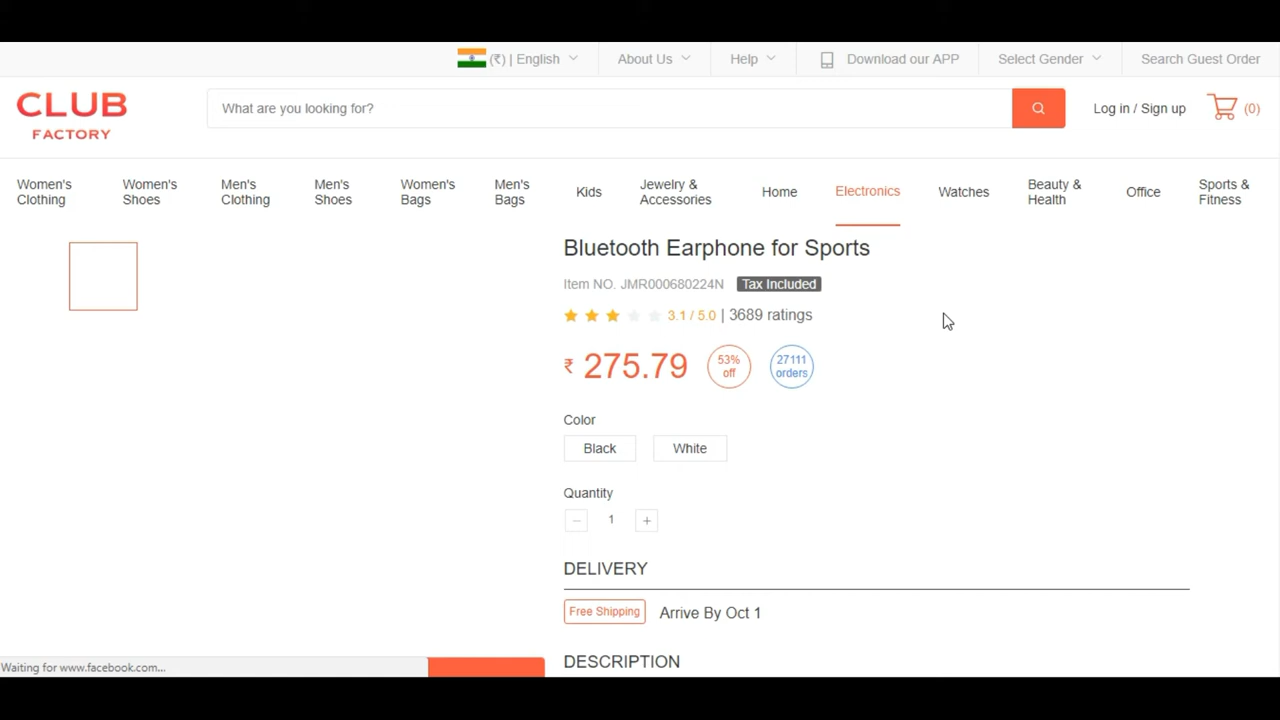 (₹) | English
About Us
Help
Download our APP
Select Gender
Search Guest Order
CLUB
FACTORY
What are you looking for?
Log in / Sign up
(0)
Women's
Clothing
Women's
Shoes
Men's
Clothing
Men's
Shoes
Women's
Bags
Men's
Bags
Kids
Jewelry &
Accessories
Home
Electronics
Watches
Beauty &
Health
Office
Sports &
Fitness
Bluetooth Earphone for Sports
Item NO. JMR000680224N Tax Included
3.1 / 5.0 | 3689 ratings
₹ 275.79
53%
off
27111
orders
Color
Black
White
Quantity
− 1 +
DELIVERY
Free Shipping Arrive By Oct 1
DESCRIPTION
Waiting for www.facebook.com...